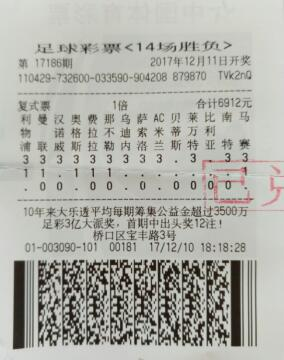 足球彩票<14场胜负>
第 17186期 2017年12月11日开奖
110429-732600-033590-904208 879870 TVk2nQ
复式票 1倍 合计6912元
利曼汉奥费那乌萨AC贝莱比南马
物 诺格拉不迪索米蒂万利
浦联威斯拉勒内洛兰斯特亚特赛
10年来大乐透平均每期筹集公益金超过3500万
足彩3亿大派奖，首期中出头奖12注！
桥口区宝丰路3号
01-003090-101 00181 17/12/10 18:18:28